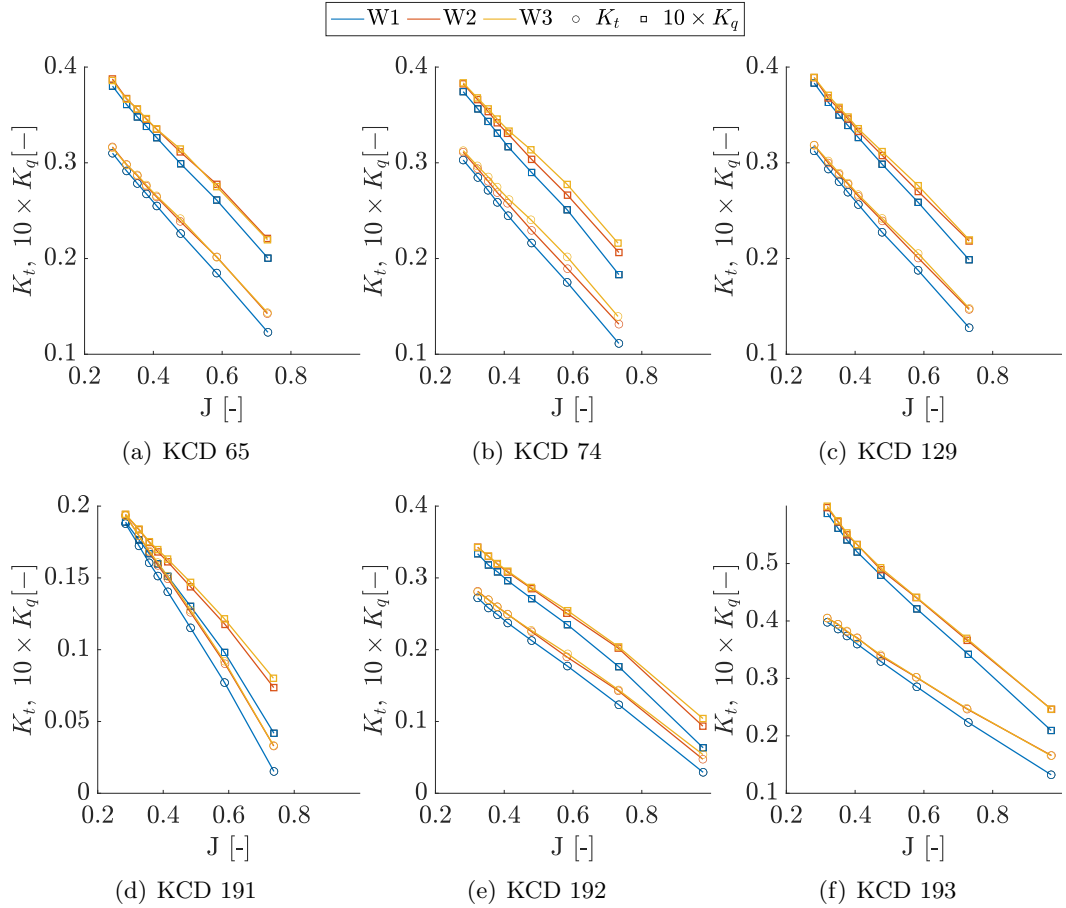 W1 W2 W3 K_t 10 × K_q
0.4 0.4 0.4
0.3 0.3 0.3
0.2 0.2 0.2
0.1 0.1 0.1
K_t, 10 × K_q[−] K_t, 10 × K_q[−] K_t, 10 × K_q[−]
0.2 0.4 0.6 0.8 0.2 0.4 0.6 0.8 0.2 0.4 0.6 0.8
J [-] J [-] J [-]
(a) KCD 65 (b) KCD 74 (c) KCD 129
0.2 0.4
0.15 0.3 0.5
0.1 0.2 0.4
0.05 0.1 0.3
0 0 0.2
0.1
K_t, 10 × K_q[−] K_t, 10 × K_q[−] K_t, 10 × K_q[−]
0.2 0.4 0.6 0.8 0.2 0.4 0.6 0.8 0.2 0.4 0.6 0.8
J [-] J [-] J [-]
(d) KCD 191 (e) KCD 192 (f) KCD 193